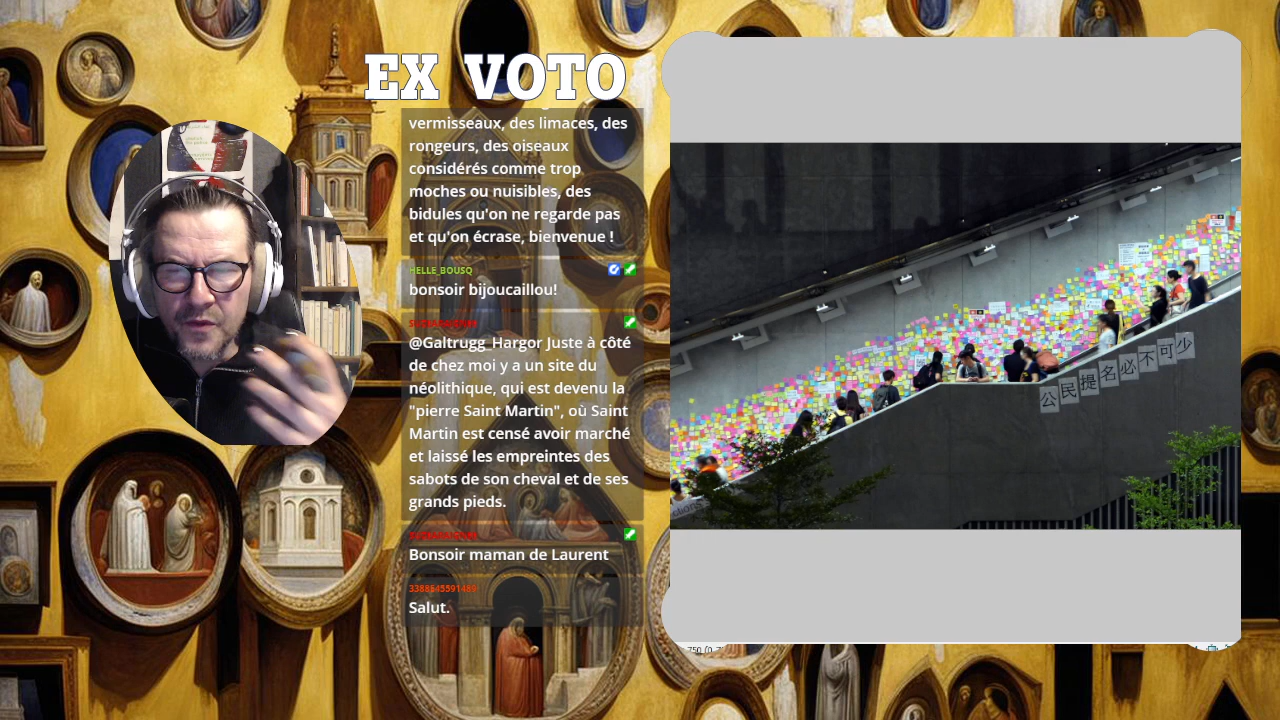 EX VOTO
vermisseaux, des limaces, des
rongeurs, des oiseaux
considérés comme trop
moches ou nuisibles, des
bidules qu'on ne regarde pas
et qu'on écrase, bienvenue !
HELLE_BOUSQ
bonsoir bijoucaillou!
@Galtrugg_Hargor Juste à côté
de chez moi y a un site du
néolithique, qui est devenu la
"pierre Saint Martin", où Saint
Martin est censé avoir marché
et laissé les empreintes des
sabots de son cheval et de ses
grands pieds.
Bonsoir maman de Laurent
Salut.
公民提名必不可少